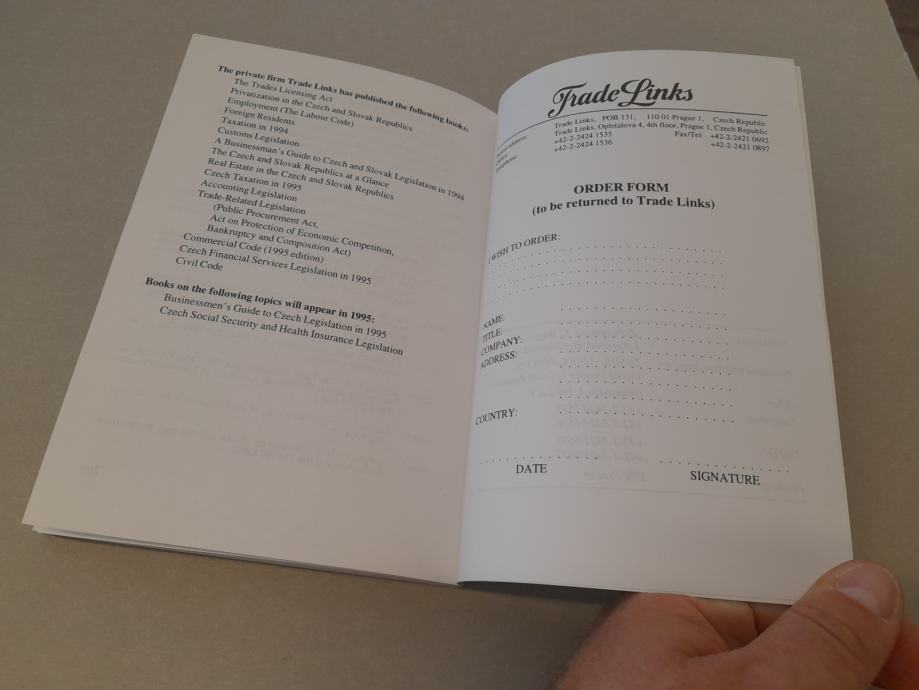 The private firm Trade Links has published the following books:
The Trades Licensing Act
Privatization in the Czech and Slovak Republics
Employment (The Labour Code)
Foreign Residents
Taxation in 1994
Customs Legislation
A Businessman's Guide to Czech and Slovak Legislation in 1994
The Czech and Slovak Republics at a Glance
Real Estate in the Czech and Slovak Republics
Czech Taxation in 1995
Accounting Legislation
Trade-Related Legislation
(Public Procurement Act,
Act on Protection of Economic Competition,
Bankruptcy and Composition Act)
Commercial Code (1995 edition)
Czech Financial Services Legislation in 1995
Civil Code
Books on the following topics will appear in 1995:
Businessmen's Guide to Czech Legislation in 1995
Czech Social Security and Health Insurance Legislation
Trade Links
Trade Links, POB 131, 110 01 Prague 1, Czech Republic
address: Trade Links, Opletalova 4, 4th floor, Prague 1, Czech Republic
+42-2-2424 1535 Fax/Tel: +42-2-2421 0692
+42-2-2424 1536 +42-2-2421 0897
ORDER FORM
(to be returned to Trade Links)
I WISH TO ORDER:
NAME:
TITLE:
COMPANY:
ADDRESS:
COUNTRY:
DATE SIGNATURE